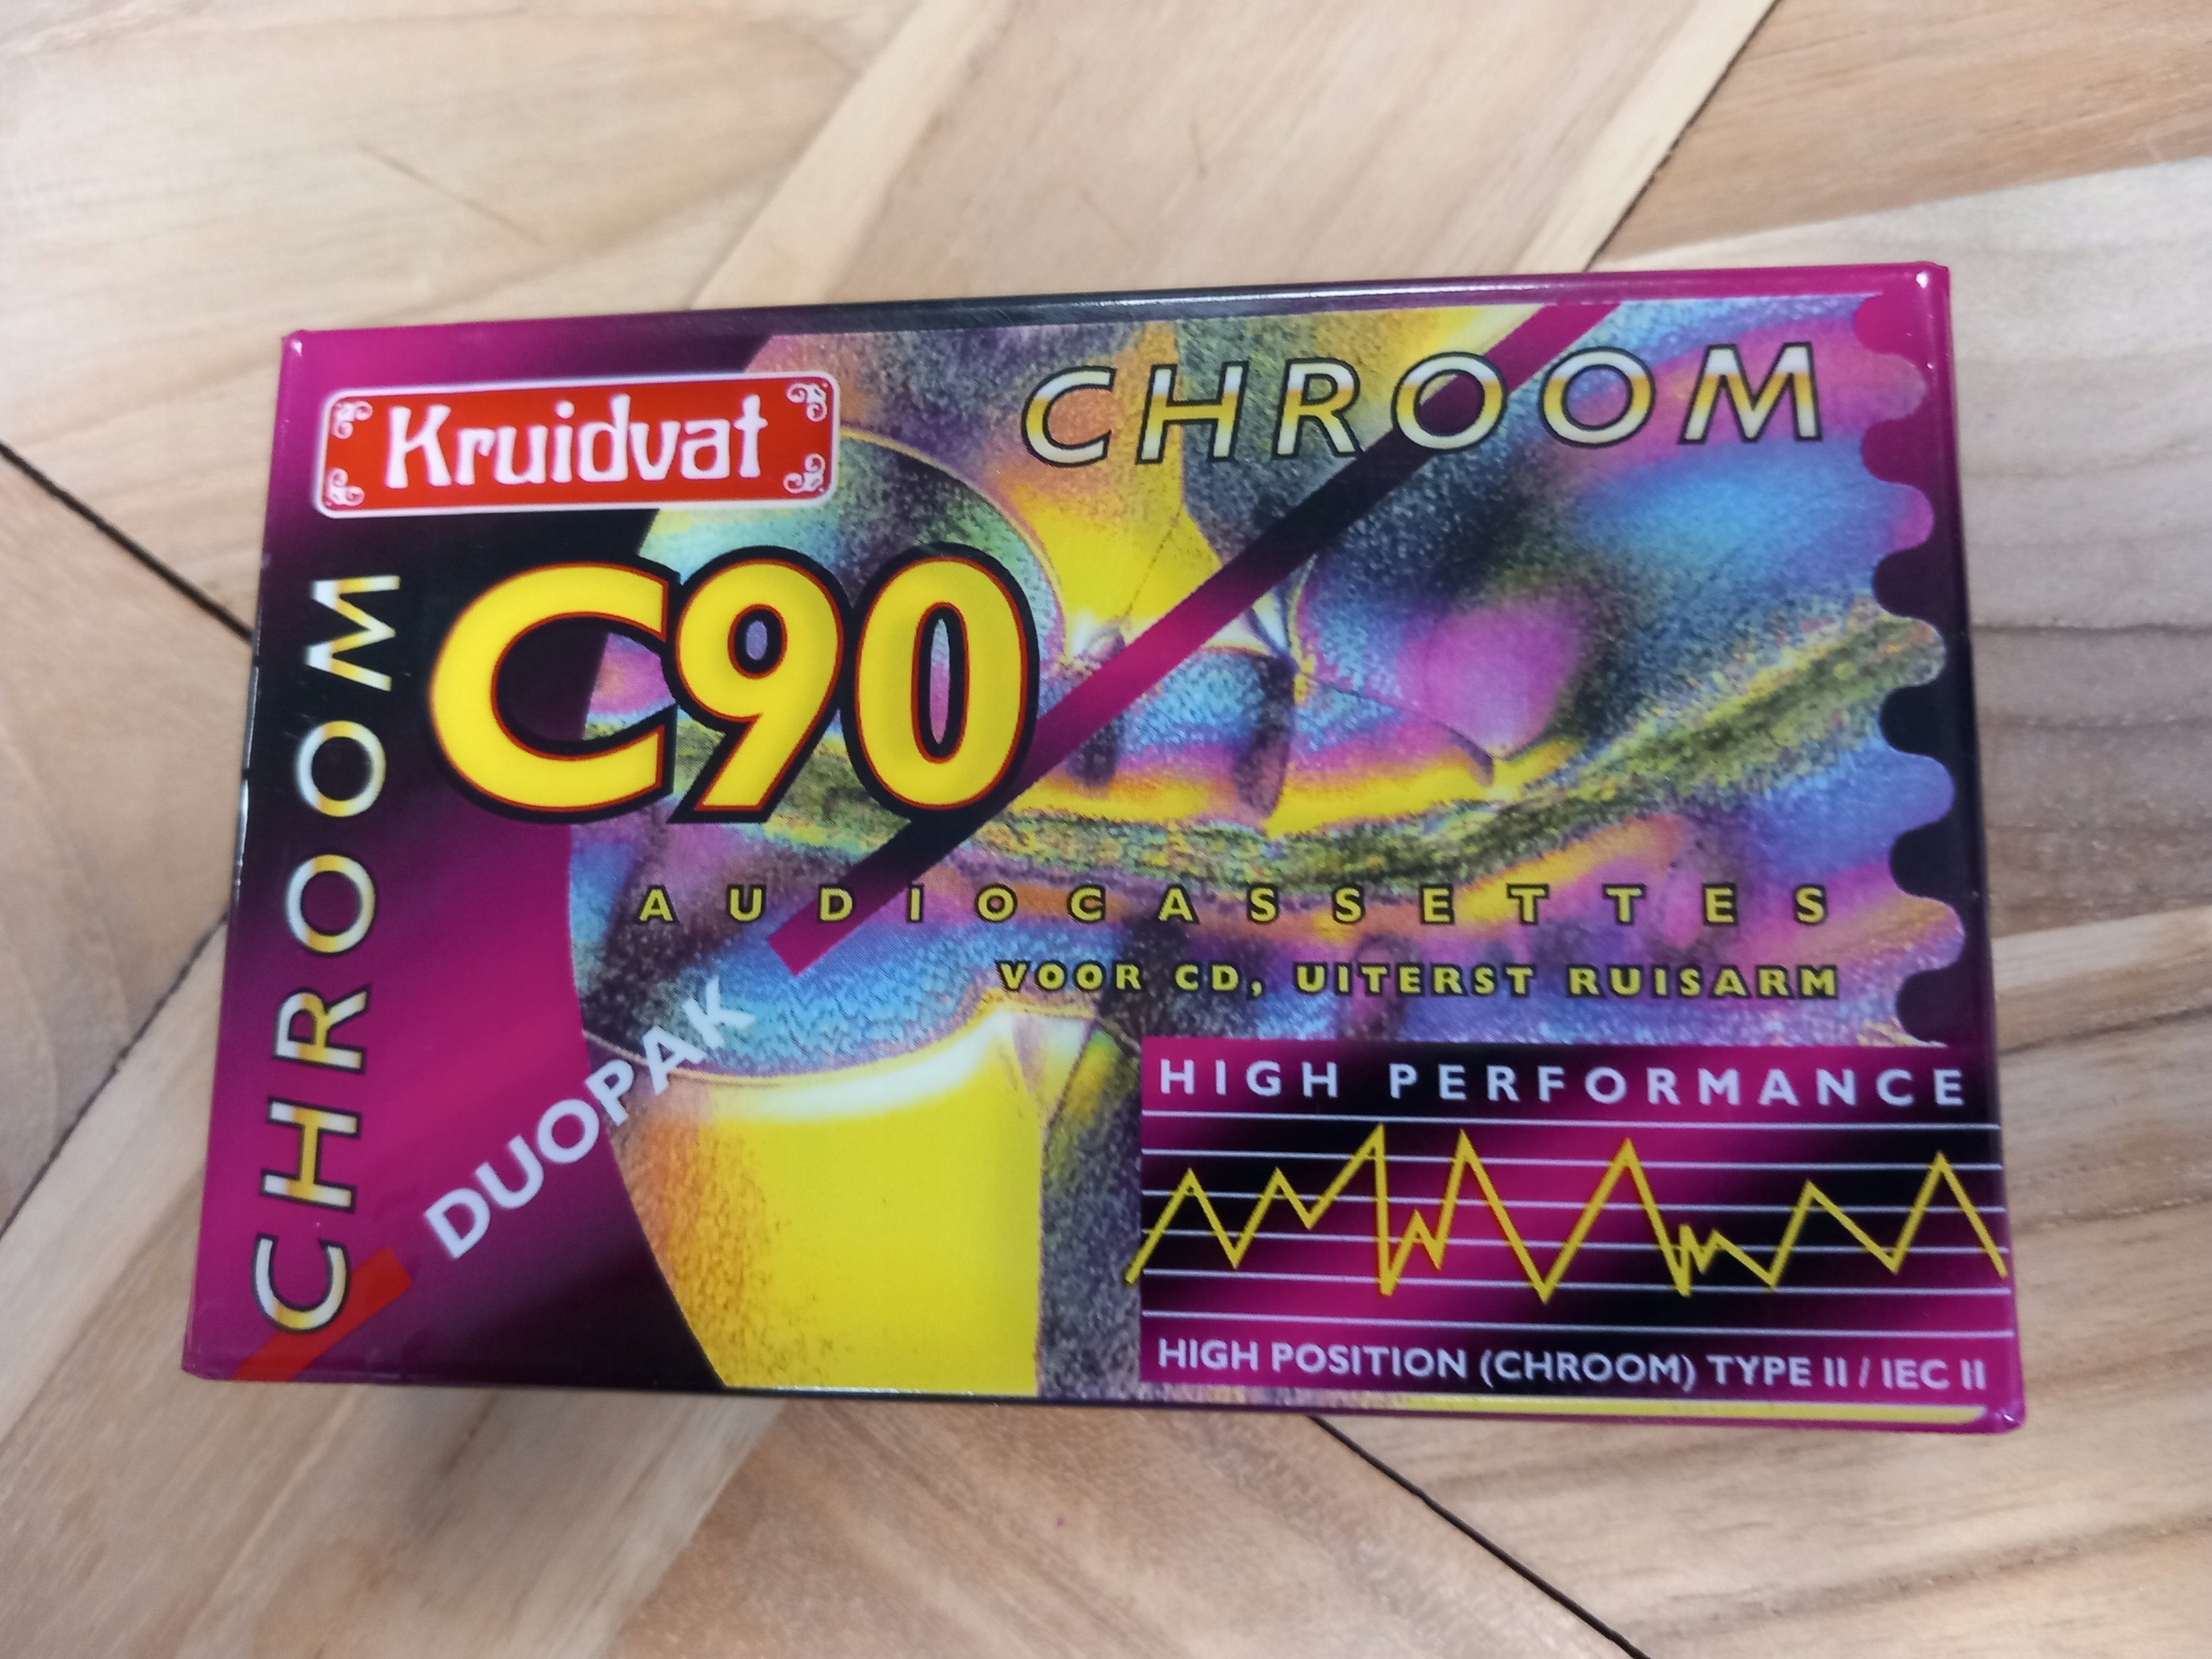 Kruidvat
CHROOM
C90
CHROOM
AUDIOCASSETTES
VOOR CD, UITERST RUISARM
DUOPAK
HIGH PERFORMANCE
HIGH POSITION (CHROOM) TYPE II / IEC II